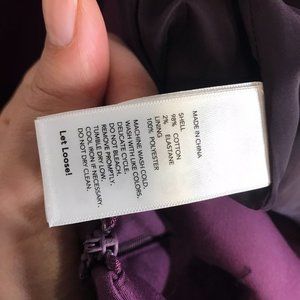 MADE IN CHINA
SHELL
98% COTTON
2% ELASTANE
LINING
100% POLYESTER
MACHINE WASH COLD.
WASH WITH LIKE COLORS.
DELICATE CYCLE.
DO NOT BLEACH.
REMOVE PROMPTLY.
TUMBLE DRY LOW.
COOL IRON IF NECESSARY.
DO NOT DRY CLEAN.
Let Loose!